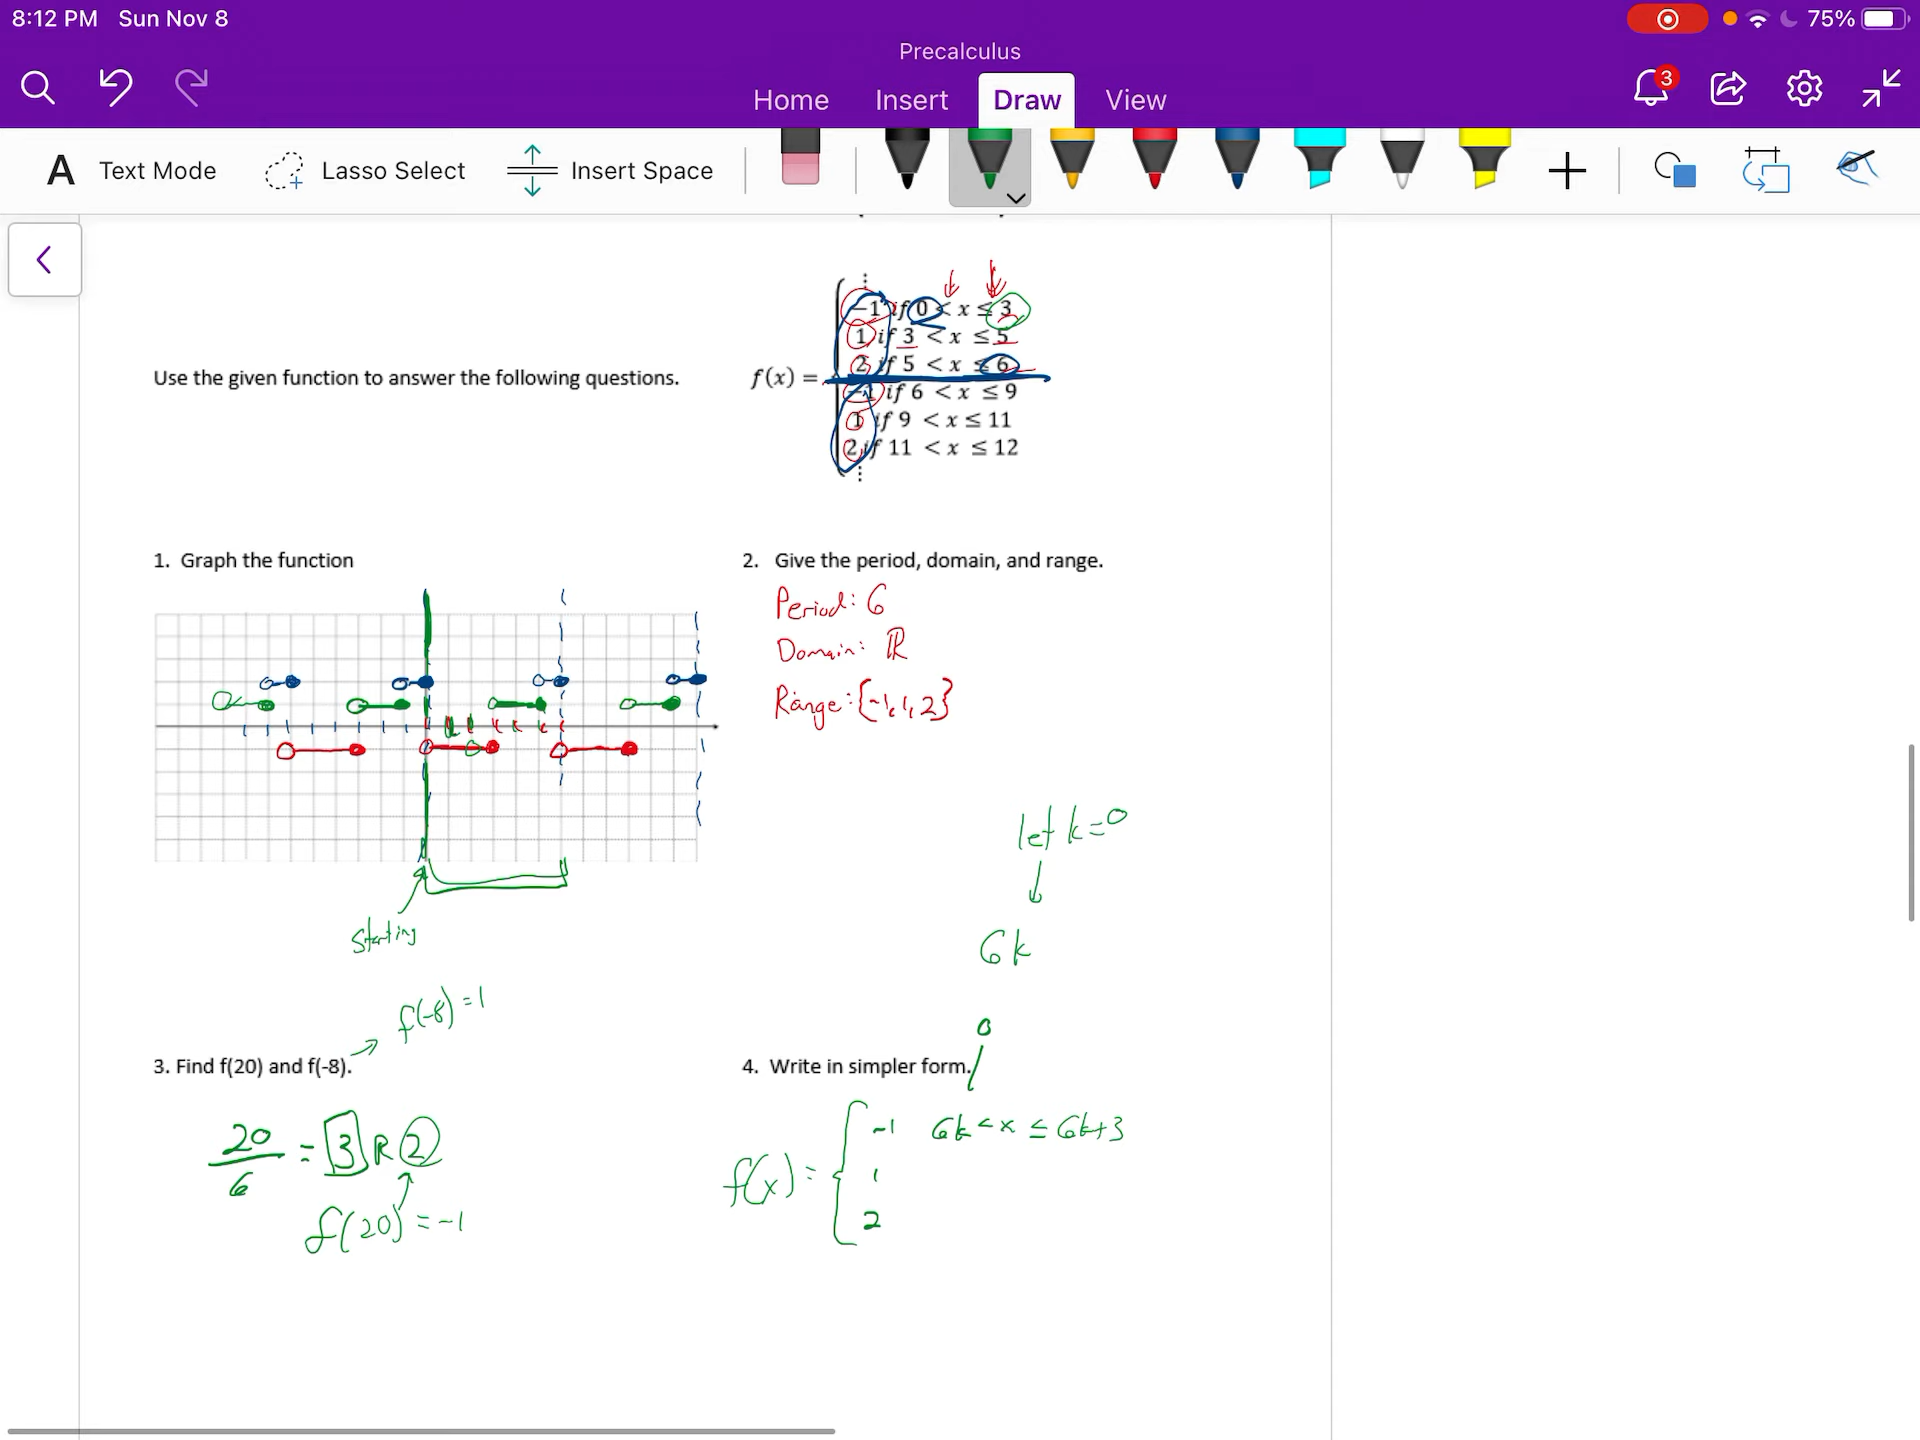 8:12 PM Sun Nov 8
75%
Precalculus
3
Home Insert Draw View
A Text Mode Lasso Select Insert Space
Use the given function to answer the following questions.
f(x) =
⋮
-1 if 0 < x ≤ 3
1 if 3 < x ≤ 5
2 if 5 < x ≤ 6
-1 if 6 < x ≤ 9
1 if 9 < x ≤ 11
2 if 11 < x ≤ 12
⋮
1. Graph the function
starting
2. Give the period, domain, and range.
Period: 6
Domain: ℝ
Range: {-1, 1, 2}
let k=0
6k
0
f(-8) = 1
3. Find f(20) and f(-8).
20/6 = 3 R 2
f(20) = -1
4. Write in simpler form.
f(x) =
-1 6k < x ≤ 6k+3
1
2